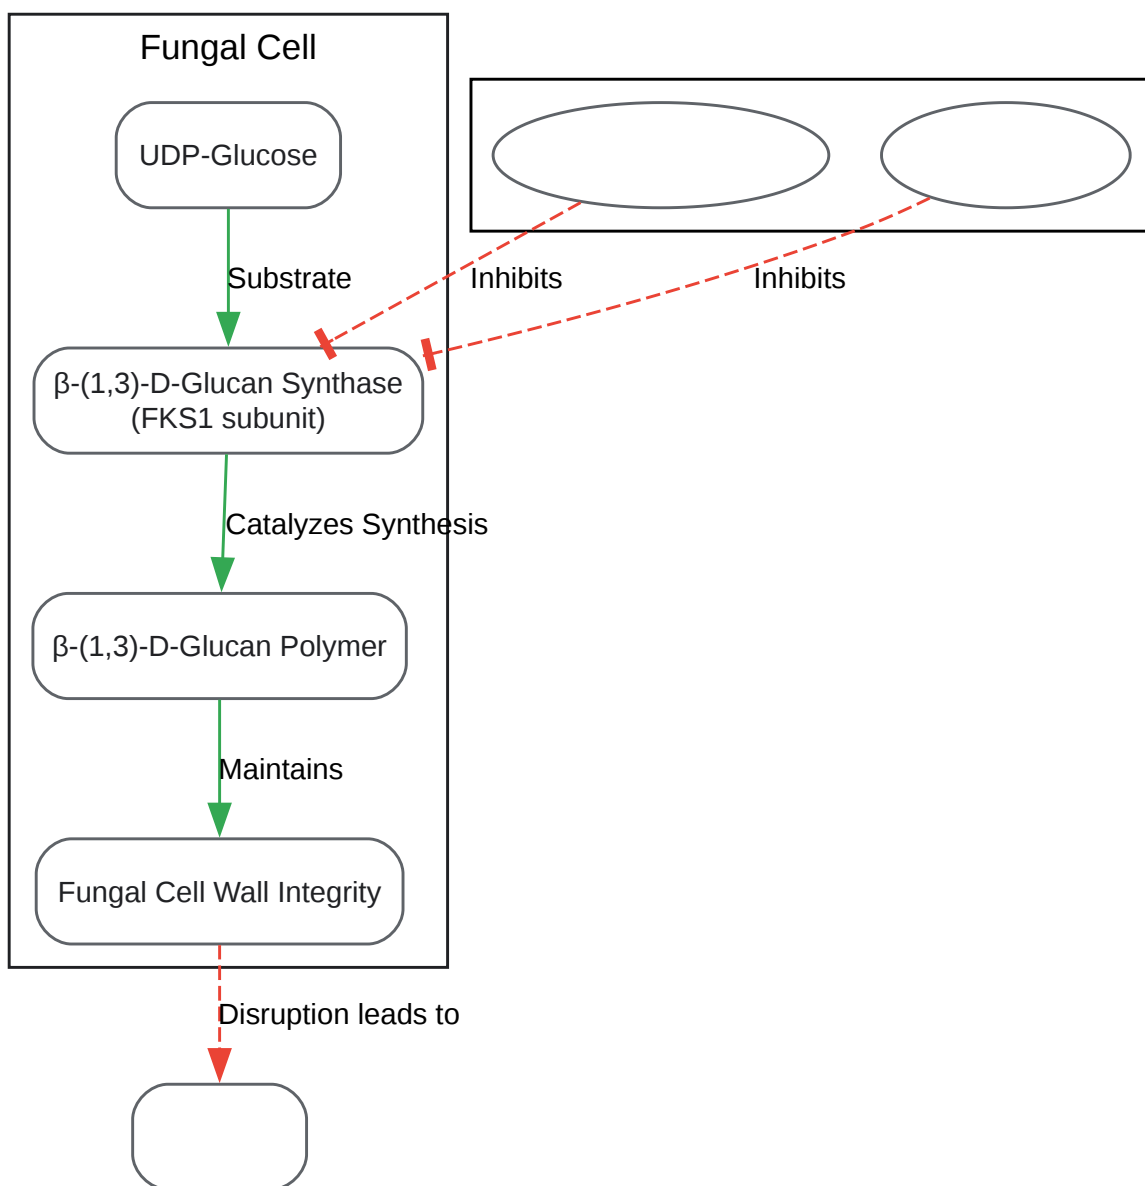 Fungal Cell
UDP-Glucose
Substrate
Inhibits
Inhibits
β-(1,3)-D-Glucan Synthase
(FKS1 subunit)
Catalyzes Synthesis
β-(1,3)-D-Glucan Polymer
Maintains
Fungal Cell Wall Integrity
Disruption leads to